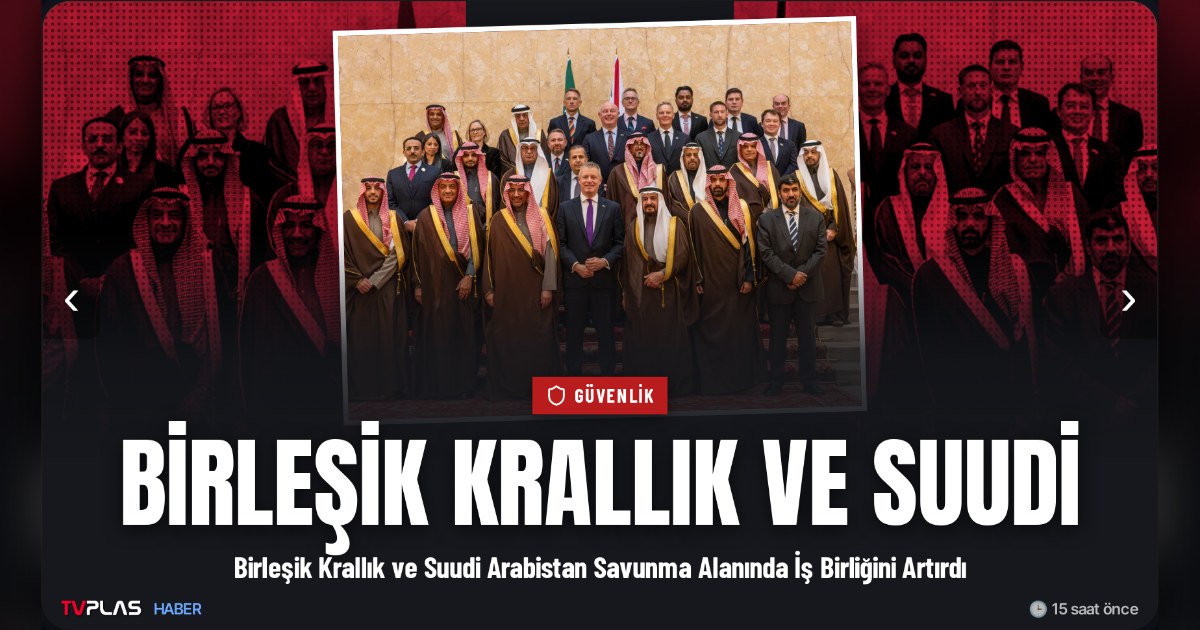 GÜVENLİK
BİRLEŞİK KRALLIK VE SUUDİ
Birleşik Krallık ve Suudi Arabistan Savunma Alanında İş Birliğini Artırdı
TVPLAS HABER
15 saat önce